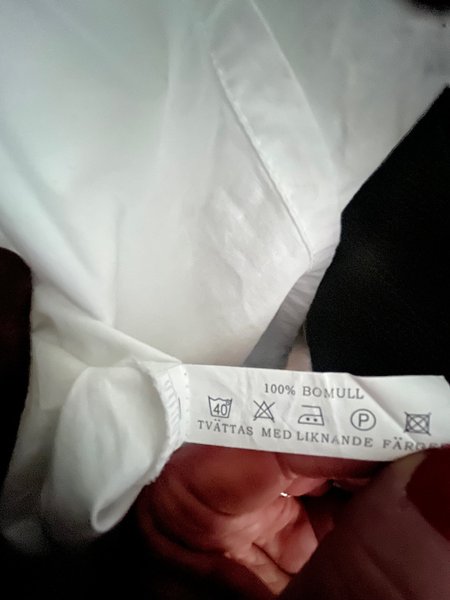 100% BOMULL
40° P
TVÄTTAS MED LIKNANDE